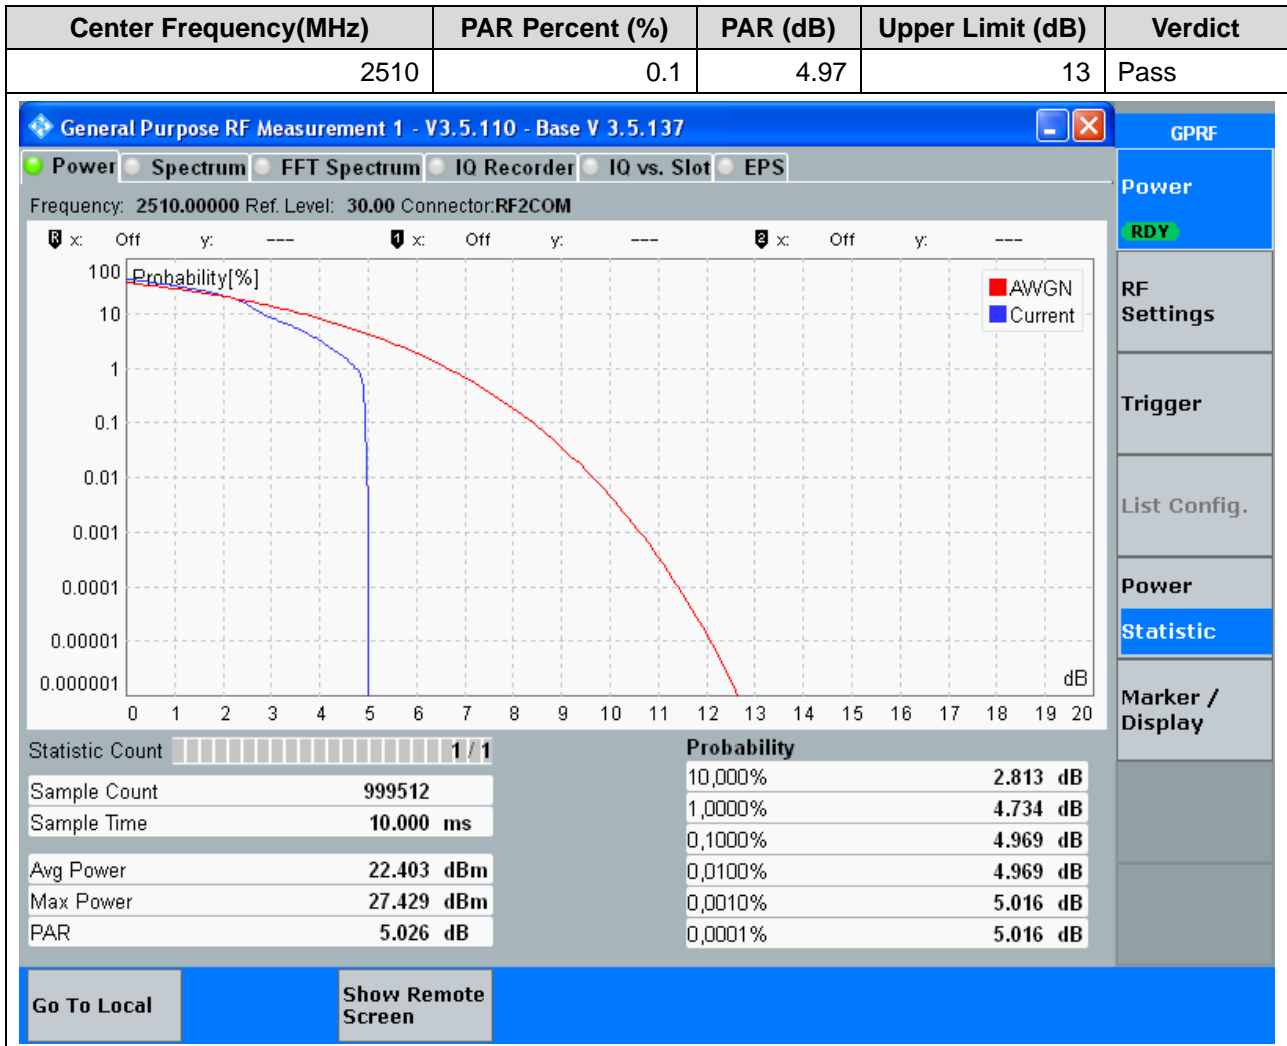 Center Frequency(MHz) PAR Percent (%) PAR (dB) Upper Limit (dB) Verdict
2510 0.1 4.97 13 Pass
General Purpose RF Measurement 1 - V3.5.110 - Base V 3.5.137
GPRF
Power Spectrum FFT Spectrum IQ Recorder IQ vs. Slot EPS
Power
RDY
Frequency: 2510.00000 Ref. Level: 30.00 Connector:RF2COM
R x: Off y: --- 1 x: Off y: --- 2 x: Off y: ---
Probability[%]
AWGN
Current
100
10
1
0.1
0.01
0.001
0.0001
0.00001
0.000001
dB
0 1 2 3 4 5 6 7 8 9 10 11 12 13 14 15 16 17 18 19 20
RF
Settings
Trigger
List Config.
Power
Statistic
Marker /
Display
Statistic Count 1 / 1
Sample Count 999512
Sample Time 10.000 ms
Avg Power 22.403 dBm
Max Power 27.429 dBm
PAR 5.026 dB
Probability
10,000% 2.813 dB
1,0000% 4.734 dB
0,1000% 4.969 dB
0,0100% 4.969 dB
0,0010% 5.016 dB
0,0001% 5.016 dB
Go To Local
Show Remote
Screen